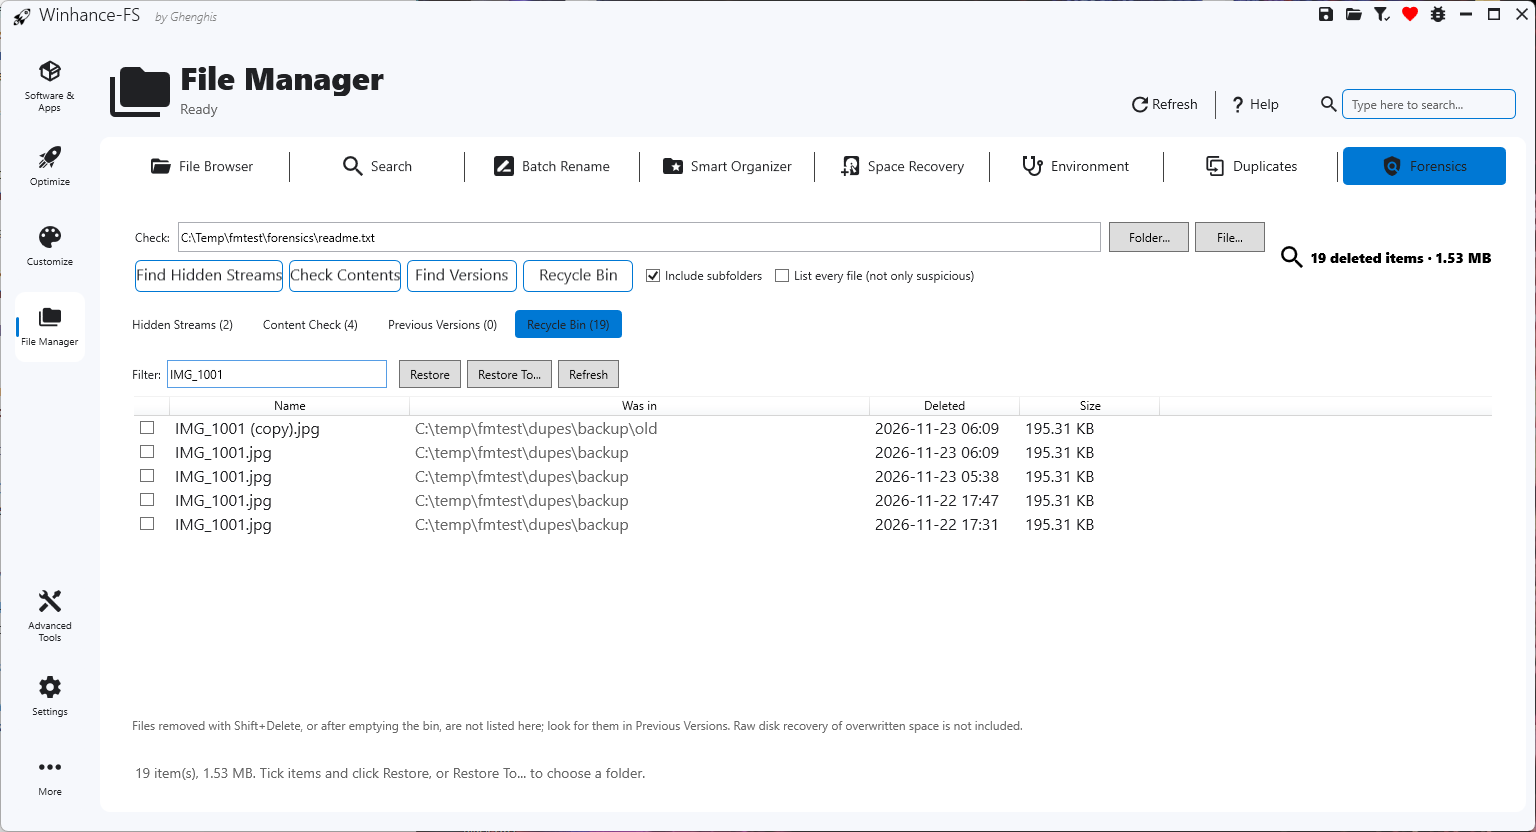 Winhance-FS by Ghenghis
Software & Apps
Optimize
Customize
File Manager
Advanced Tools
Settings
More
File Manager
Ready
Refresh
? Help
Type here to search...
File Browser
Search
Batch Rename
Smart Organizer
Space Recovery
Environment
Duplicates
Forensics
Check: C:\Temp\fmtest\forensics\readme.txt Folder... File...
Find Hidden Streams Check Contents Find Versions Recycle Bin Include subfolders List every file (not only suspicious)
19 deleted items · 1.53 MB
Hidden Streams (2) Content Check (4) Previous Versions (0) Recycle Bin (19)
Filter: IMG_1001 Restore Restore To... Refresh
Name Was in Deleted Size
IMG_1001 (copy).jpg C:\temp\fmtest\dupes\backup\old 2026-11-23 06:09 195.31 KB
IMG_1001.jpg C:\temp\fmtest\dupes\backup 2026-11-23 06:09 195.31 KB
IMG_1001.jpg C:\temp\fmtest\dupes\backup 2026-11-23 05:38 195.31 KB
IMG_1001.jpg C:\temp\fmtest\dupes\backup 2026-11-22 17:47 195.31 KB
IMG_1001.jpg C:\temp\fmtest\dupes\backup 2026-11-22 17:31 195.31 KB
Files removed with Shift+Delete, or after emptying the bin, are not listed here; look for them in Previous Versions. Raw disk recovery of overwritten space is not included.
19 item(s), 1.53 MB. Tick items and click Restore, or Restore To... to choose a folder.